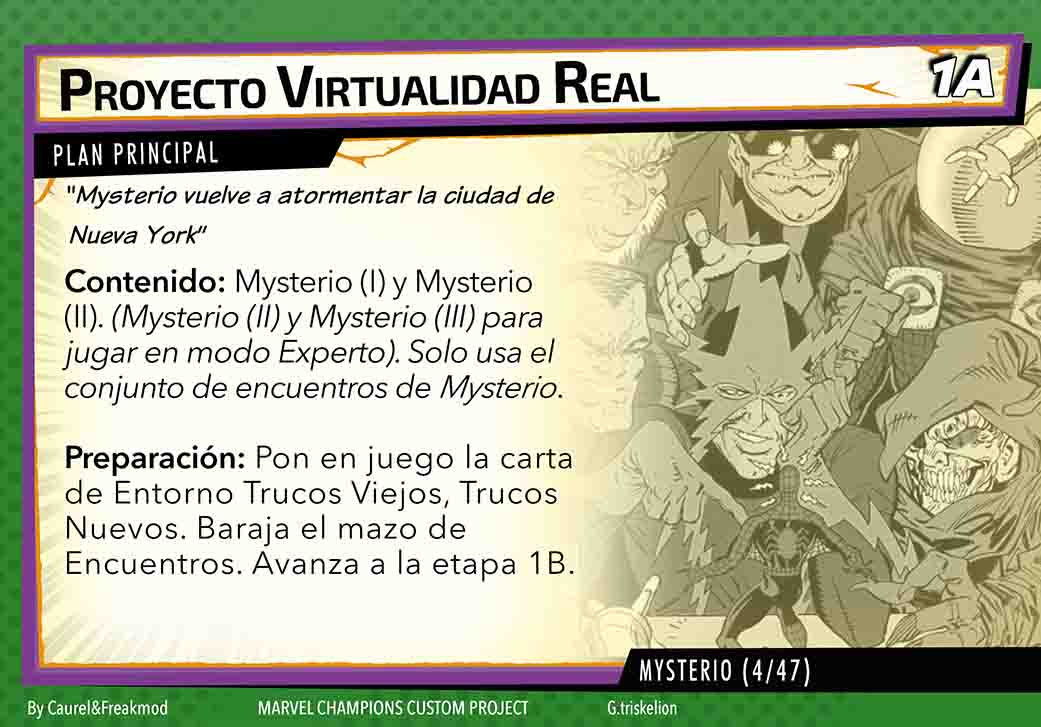 PROYECTO VIRTUALIDAD REAL
1A
PLAN PRINCIPAL
"Mysterio vuelve a atormentar la ciudad de
Nueva York"
Contenido: Mysterio (I) y Mysterio
(II). (Mysterio (II) y Mysterio (III) para
jugar en modo Experto). Solo usa el
conjunto de encuentros de Mysterio.
Preparación: Pon en juego la carta
de Entorno Trucos Viejos, Trucos
Nuevos. Baraja el mazo de
Encuentros. Avanza a la etapa 1B.
MYSTERIO (4/47)
By Caurel&Freakmod
MARVEL CHAMPIONS CUSTOM PROJECT
G.triskelion